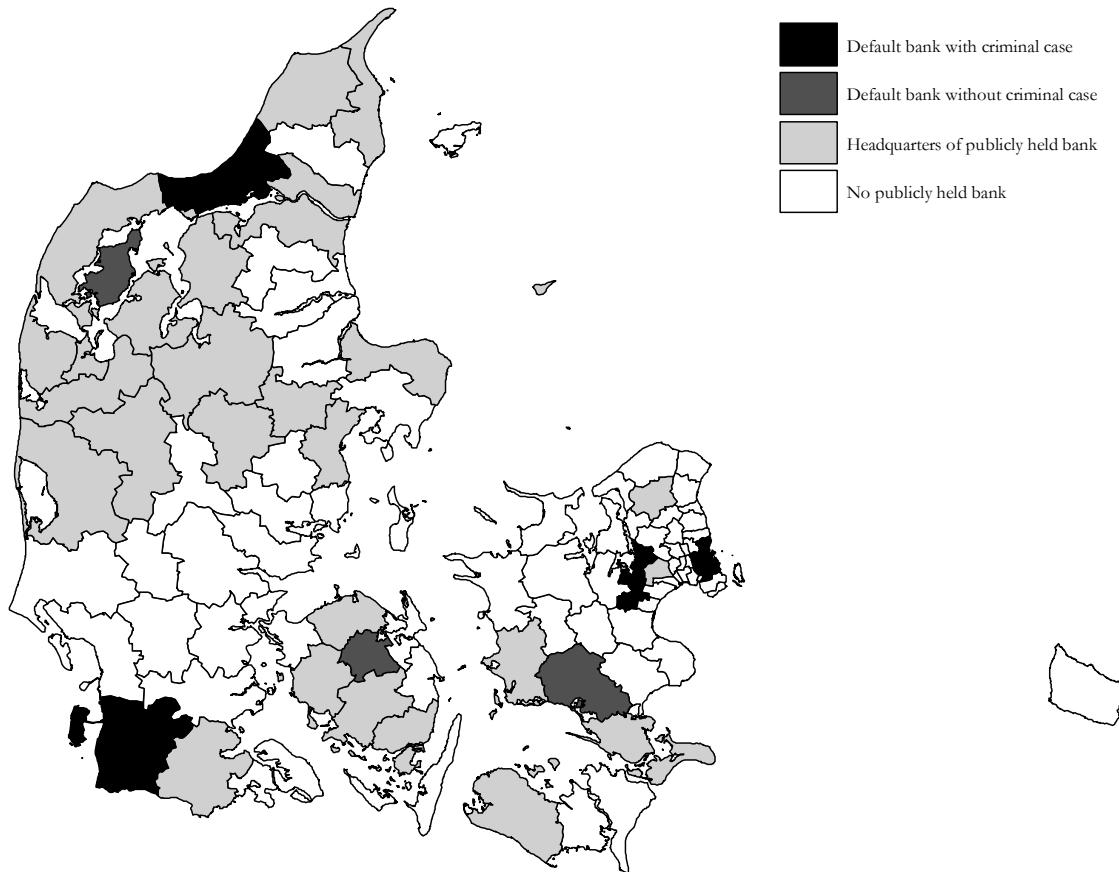 Default bank with criminal case
Default bank without criminal case
Headquarters of publicly held bank
No publicly held bank